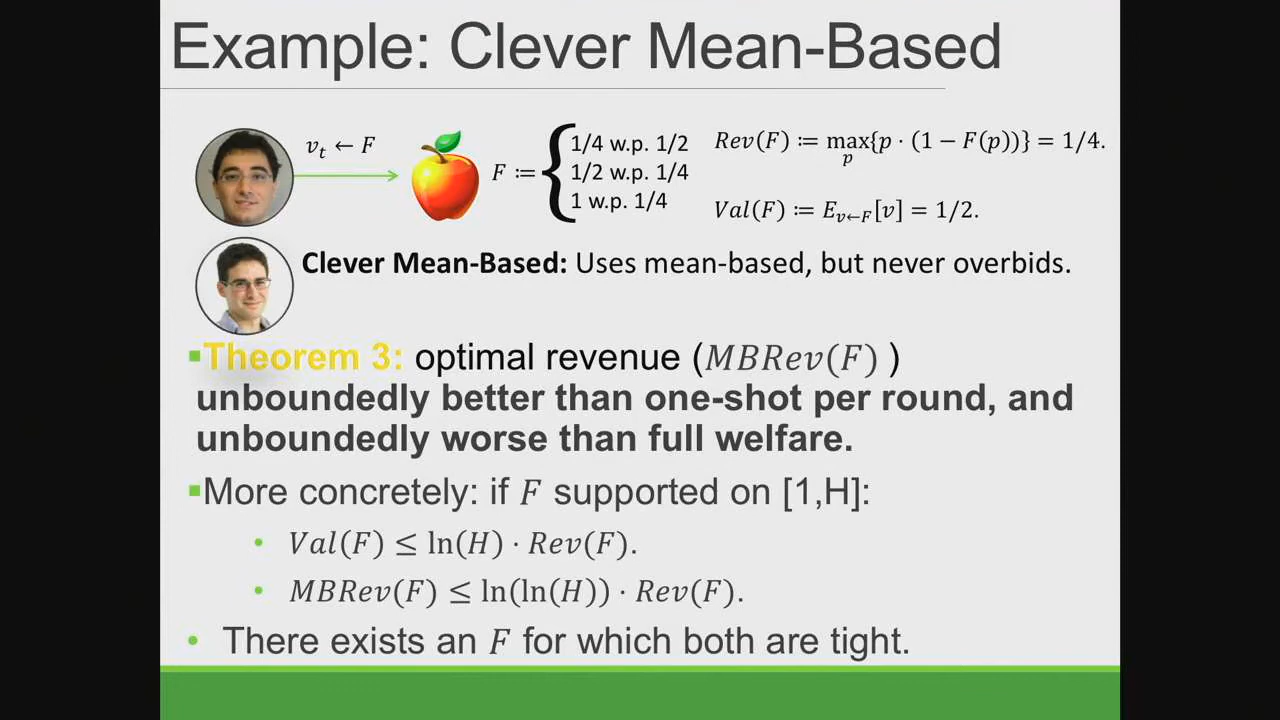 Example: Clever Mean-Based
v_t ← F
F ≔ { 1/4 w.p. 1/2
1/2 w.p. 1/4
1 w.p. 1/4
Rev(F) ≔ max_p{p · (1 − F(p))} = 1/4.
Val(F) ≔ E_{v←F}[v] = 1/2.
Clever Mean-Based: Uses mean-based, but never overbids.
▪Theorem 3: optimal revenue (MBRev(F) )
unboundedly better than one-shot per round, and
unboundedly worse than full welfare.
▪More concretely: if F supported on [1,H]:
• Val(F) ≤ ln(H) · Rev(F).
• MBRev(F) ≤ ln(ln(H)) · Rev(F).
• There exists an F for which both are tight.